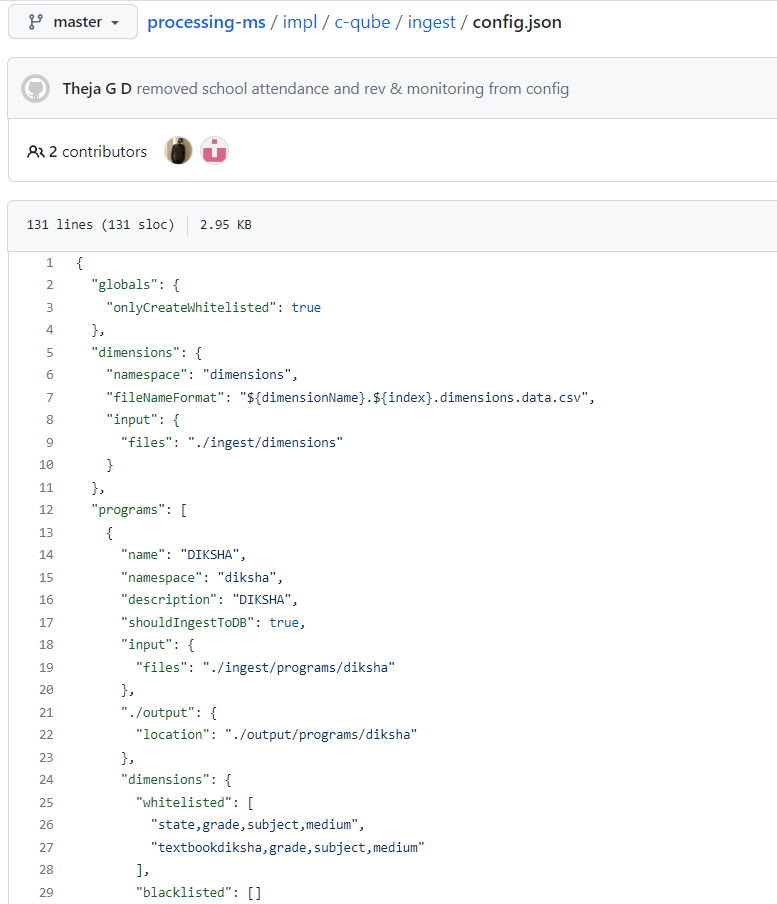 master processing-ms / impl / c-qube / ingest / config.json
Theja G D removed school attendance and rev & monitoring from config
2 contributors
131 lines (131 sloc) 2.95 KB
1 {
2 "globals": {
3 "onlyCreateWhitelisted": true
4 },
5 "dimensions": {
6 "namespace": "dimensions",
7 "fileNameFormat": "${dimensionName}.${index}.dimensions.data.csv",
8 "input": {
9 "files": "./ingest/dimensions"
10 }
11 },
12 "programs": [
13 {
14 "name": "DIKSHA",
15 "namespace": "diksha",
16 "description": "DIKSHA",
17 "shouldIngestToDB": true,
18 "input": {
19 "files": "./ingest/programs/diksha"
20 },
21 "./output": {
22 "location": "./output/programs/diksha"
23 },
24 "dimensions": {
25 "whitelisted": [
26 "state,grade,subject,medium",
27 "textbookdiksha,grade,subject,medium"
28 ],
29 "blacklisted": []